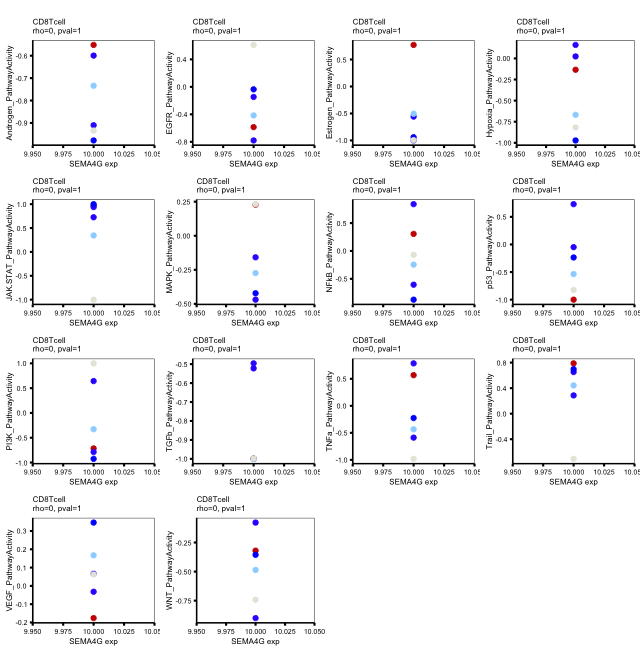 CD8Tcell
rho=0, pval=1
Androgen_PathwayActivity
-0.6
-0.7
-0.8
-0.9
9.950 9.975 10.000 10.025 10.05
SEMA4G exp
CD8Tcell
rho=0, pval=1
EGFR_PathwayActivity
0.4
0.0
-0.4
-0.8
9.950 9.975 10.000 10.025 10.05
SEMA4G exp
CD8Tcell
rho=0, pval=1
Estrogen_PathwayActivity
0.5
0.0
-0.5
-1.0
9.950 9.975 10.000 10.025 10.05
SEMA4G exp
CD8Tcell
rho=0, pval=1
Hypoxia_PathwayActivity
0.00
-0.25
-0.50
-0.75
-1.00
9.950 9.975 10.000 10.025 10.05
SEMA4G exp
CD8Tcell
rho=0, pval=1
JAK.STAT_PathwayActivity
1.0
0.5
0.0
-0.5
-1.0
9.950 9.975 10.000 10.025 10.05
SEMA4G exp
CD8Tcell
rho=0, pval=1
MAPK_PathwayActivity
0.25
0.00
-0.25
-0.50
9.950 9.975 10.000 10.025 10.05
SEMA4G exp
CD8Tcell
rho=0, pval=1
NFkB_PathwayActivity
0.5
0.0
-0.5
9.950 9.975 10.000 10.025 10.05
SEMA4G exp
CD8Tcell
rho=0, pval=1
p53_PathwayActivity
0.5
0.0
-0.5
-1.0
9.950 9.975 10.000 10.025 10.05
SEMA4G exp
CD8Tcell
rho=0, pval=1
PI3K_PathwayActivity
1.0
0.5
0.0
-0.5
-1.0
9.950 9.975 10.000 10.025 10.05
SEMA4G exp
CD8Tcell
rho=0, pval=1
TGFb_PathwayActivity
-0.5
-0.6
-0.7
-0.8
-0.9
-1.0
9.950 9.975 10.000 10.025 10.05
SEMA4G exp
CD8Tcell
rho=0, pval=1
TNFa_PathwayActivity
0.5
0.0
-0.5
-1.0
9.950 9.975 10.000 10.025 10.05
SEMA4G exp
CD8Tcell
rho=0, pval=1
Trail_PathwayActivity
0.8
0.4
0.0
-0.4
9.950 9.975 10.000 10.025 10.05
SEMA4G exp
CD8Tcell
rho=0, pval=1
VEGF_PathwayActivity
0.3
0.2
0.1
0.0
-0.1
-0.2
9.950 9.975 10.000 10.025 10.05
SEMA4G exp
CD8Tcell
rho=0, pval=1
WNT_PathwayActivity
-0.25
-0.50
-0.75
9.950 9.975 10.000 10.025 10.050
SEMA4G exp